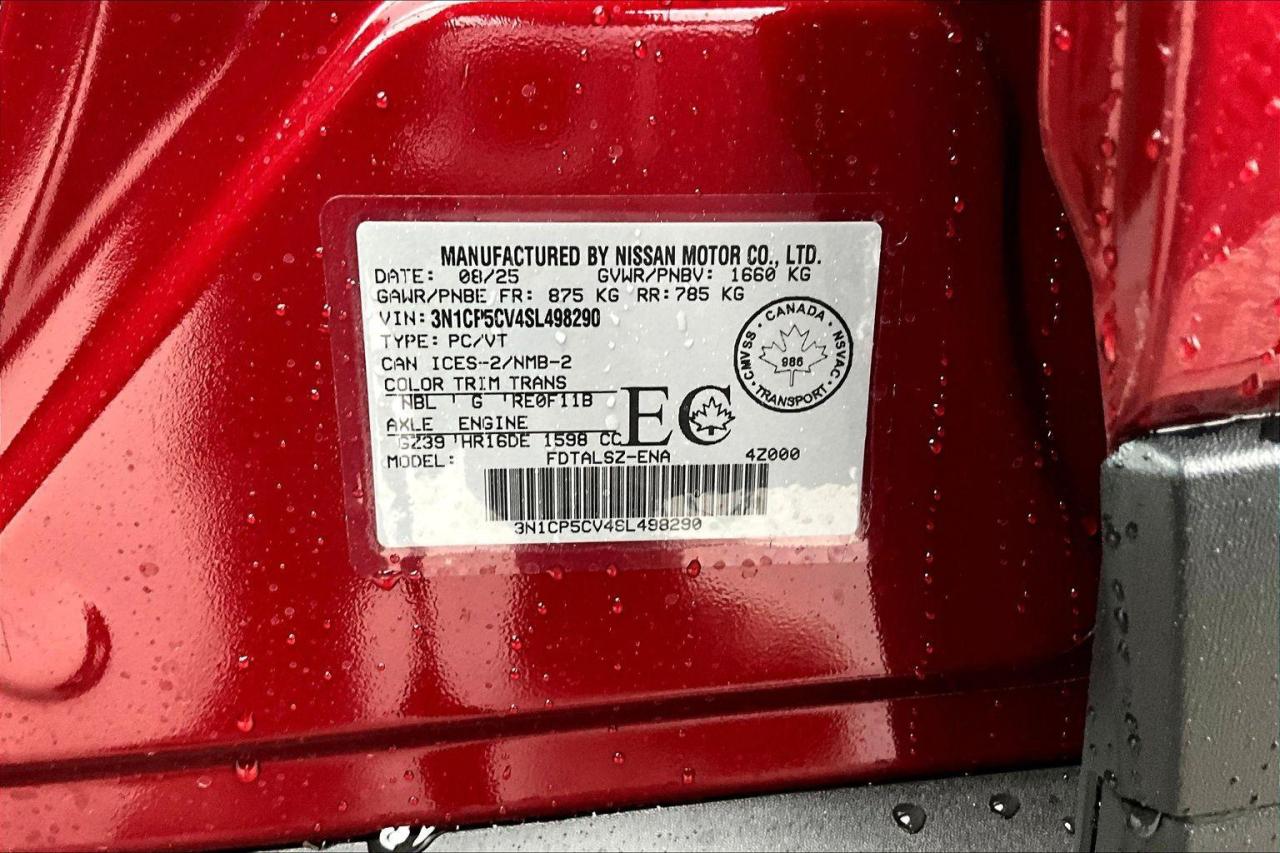 MANUFACTURED BY NISSAN MOTOR CO., LTD.
DATE: 08/25 GVWR/PNBV: 1660 KG
GAWR/PNBE FR: 875 KG RR: 785 KG
VIN: 3N1CP5CV4SL498290
TYPE: PC/VT
CAN ICES-2/NMB-2
COLOR TRIM TRANS
NBL G RE0F11B
AXLE ENGINE
GZ39 HR16DE 1598 CC
EC
MODEL: FDTALSZ-ENA 4Z000
3N1CP5CV4SL498290
CANADA
CMVSS
NSVAC
986
TRANSPORT